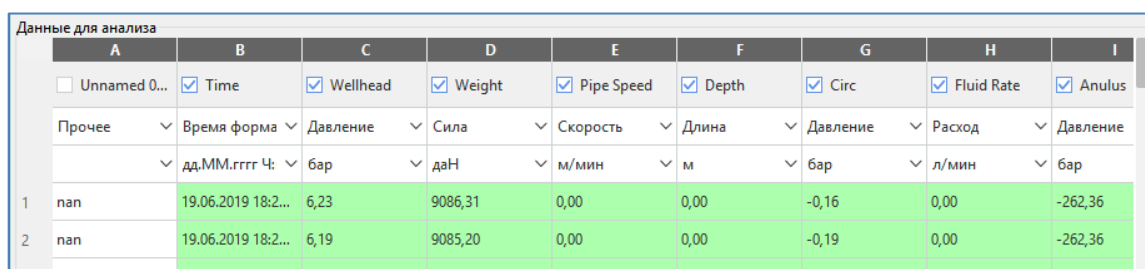 Данные для анализа
A B C D E F G H I
Unnamed 0... Time Wellhead Weight Pipe Speed Depth Circ Fluid Rate Anulus
Прочее Время форма Давление Сила Скорость Длина Давление Расход Давление
дд.ММ.гггг Ч: бар даН м/мин м бар л/мин бар
1 nan 19.06.2019 18:2... 6,23 9086,31 0,00 0,00 -0,16 0,00 -262,36
2 nan 19.06.2019 18:2... 6,19 9085,20 0,00 0,00 -0,19 0,00 -262,36